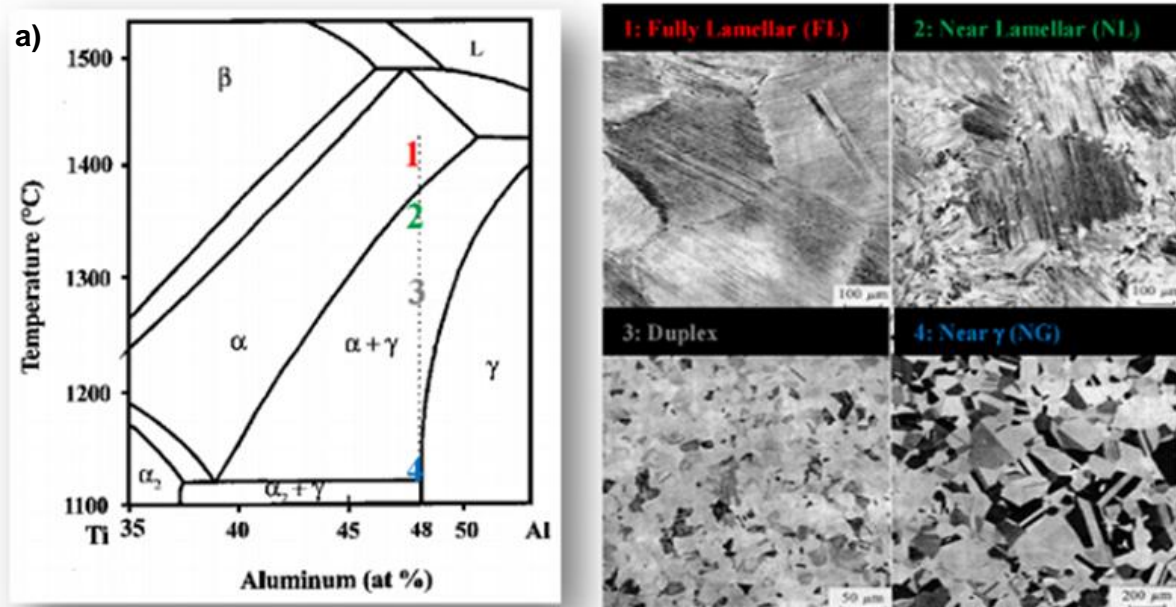 a)
Temperature (°C)
1500
1400
1300
1200
1100
β
L
1
2
3
4
α
α + γ
γ
α₂
α₂ + γ
Ti
35
40
45
48
50
Al
Aluminum (at %)
1: Fully Lamellar (FL)
100 μm
2: Near Lamellar (NL)
100 μm
3: Duplex
50 μm
4: Near γ (NG)
200 μm